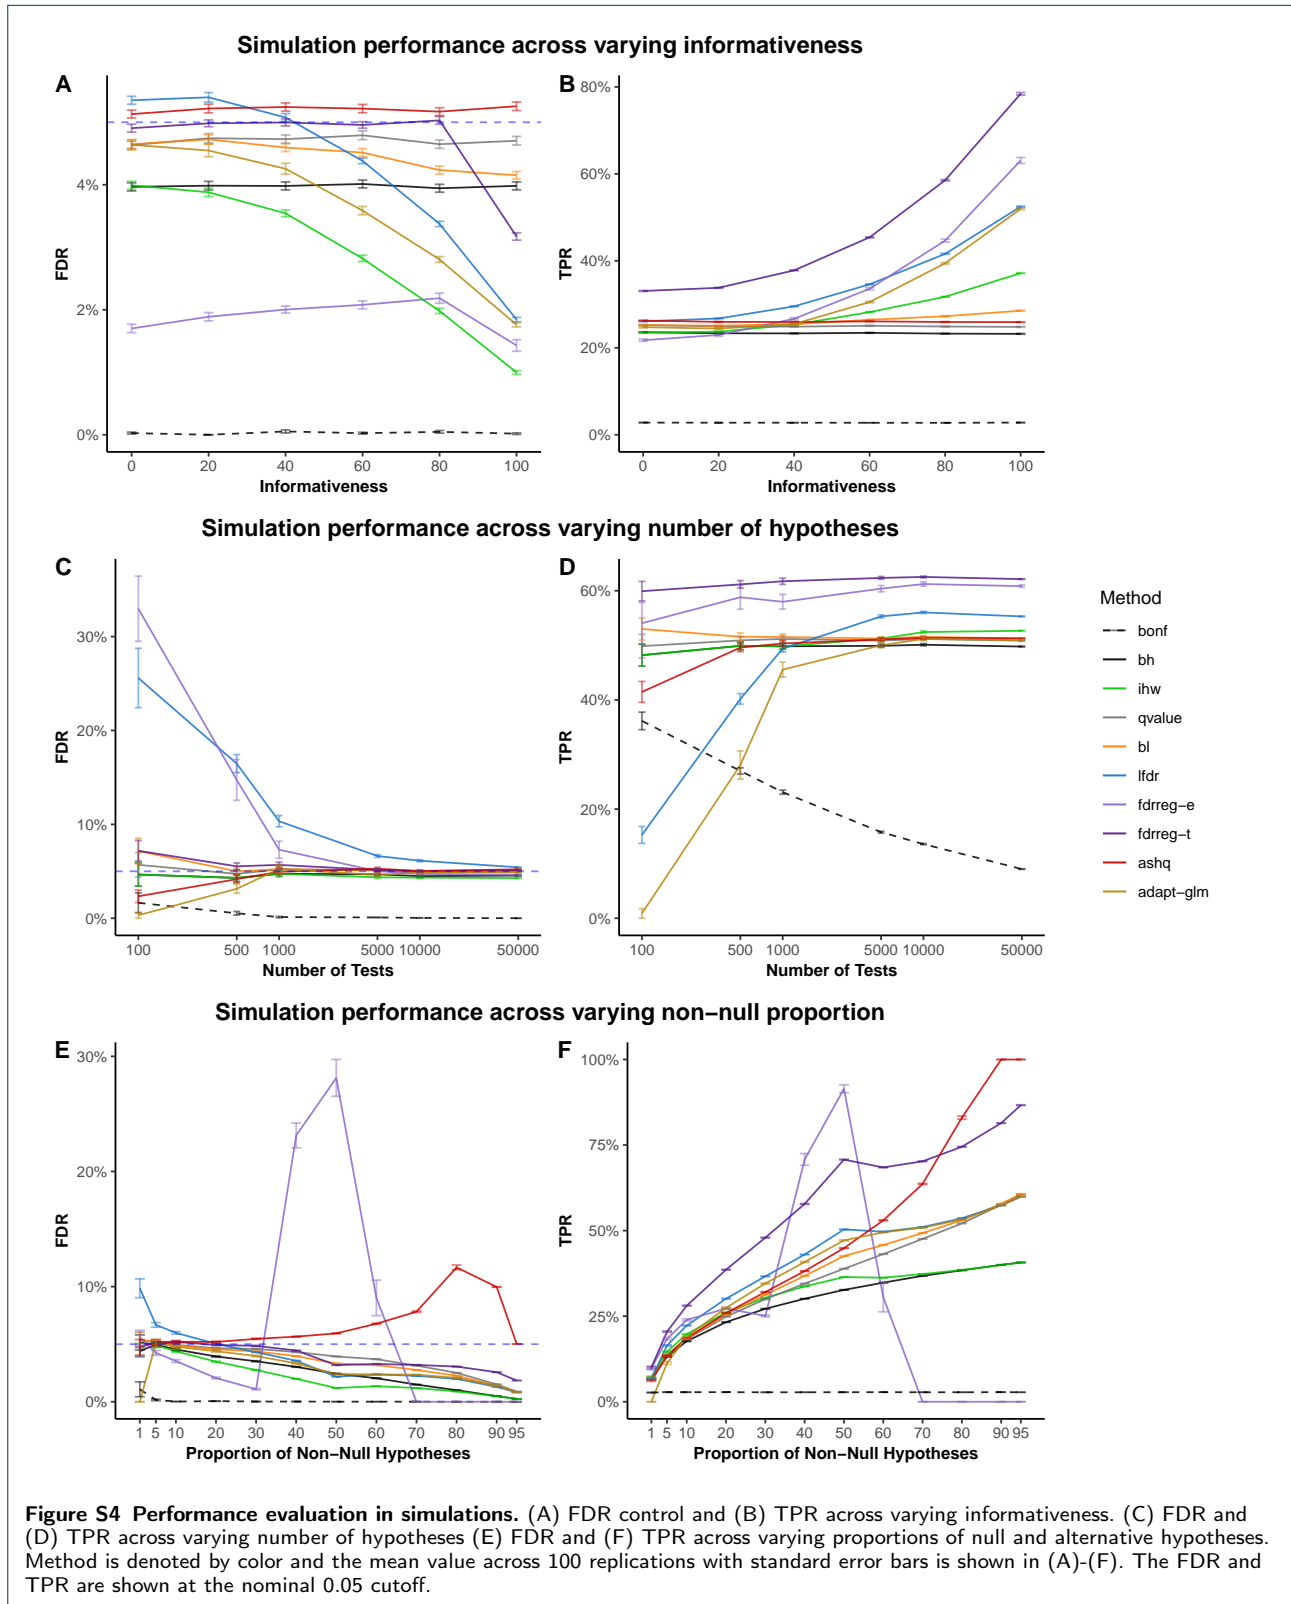 Simulation performance across varying informativeness
A
B
FDR
4%
2%
0%
0 20 40 60 80 100
Informativeness
TPR
80%
60%
40%
20%
0%
0 20 40 60 80 100
Informativeness
Simulation performance across varying number of hypotheses
C
D
FDR
30%
20%
10%
0%
100 500 1000 5000 10000 50000
Number of Tests
TPR
60%
40%
20%
0%
100 500 1000 5000 10000 50000
Number of Tests
Method
bonf
bh
ihw
qvalue
bl
lfdr
fdrreg−e
fdrreg−t
ashq
adapt−glm
Simulation performance across varying non−null proportion
E
F
FDR
30%
20%
10%
0%
1 5 10 20 30 40 50 60 70 80 90 95
Proportion of Non−Null Hypotheses
TPR
100%
75%
50%
25%
0%
1 5 10 20 30 40 50 60 70 80 90 95
Proportion of Non−Null Hypotheses
Figure S4 Performance evaluation in simulations. (A) FDR control and (B) TPR across varying informativeness. (C) FDR and
(D) TPR across varying number of hypotheses (E) FDR and (F) TPR across varying proportions of null and alternative hypotheses.
Method is denoted by color and the mean value across 100 replications with standard error bars is shown in (A)-(F). The FDR and
TPR are shown at the nominal 0.05 cutoff.